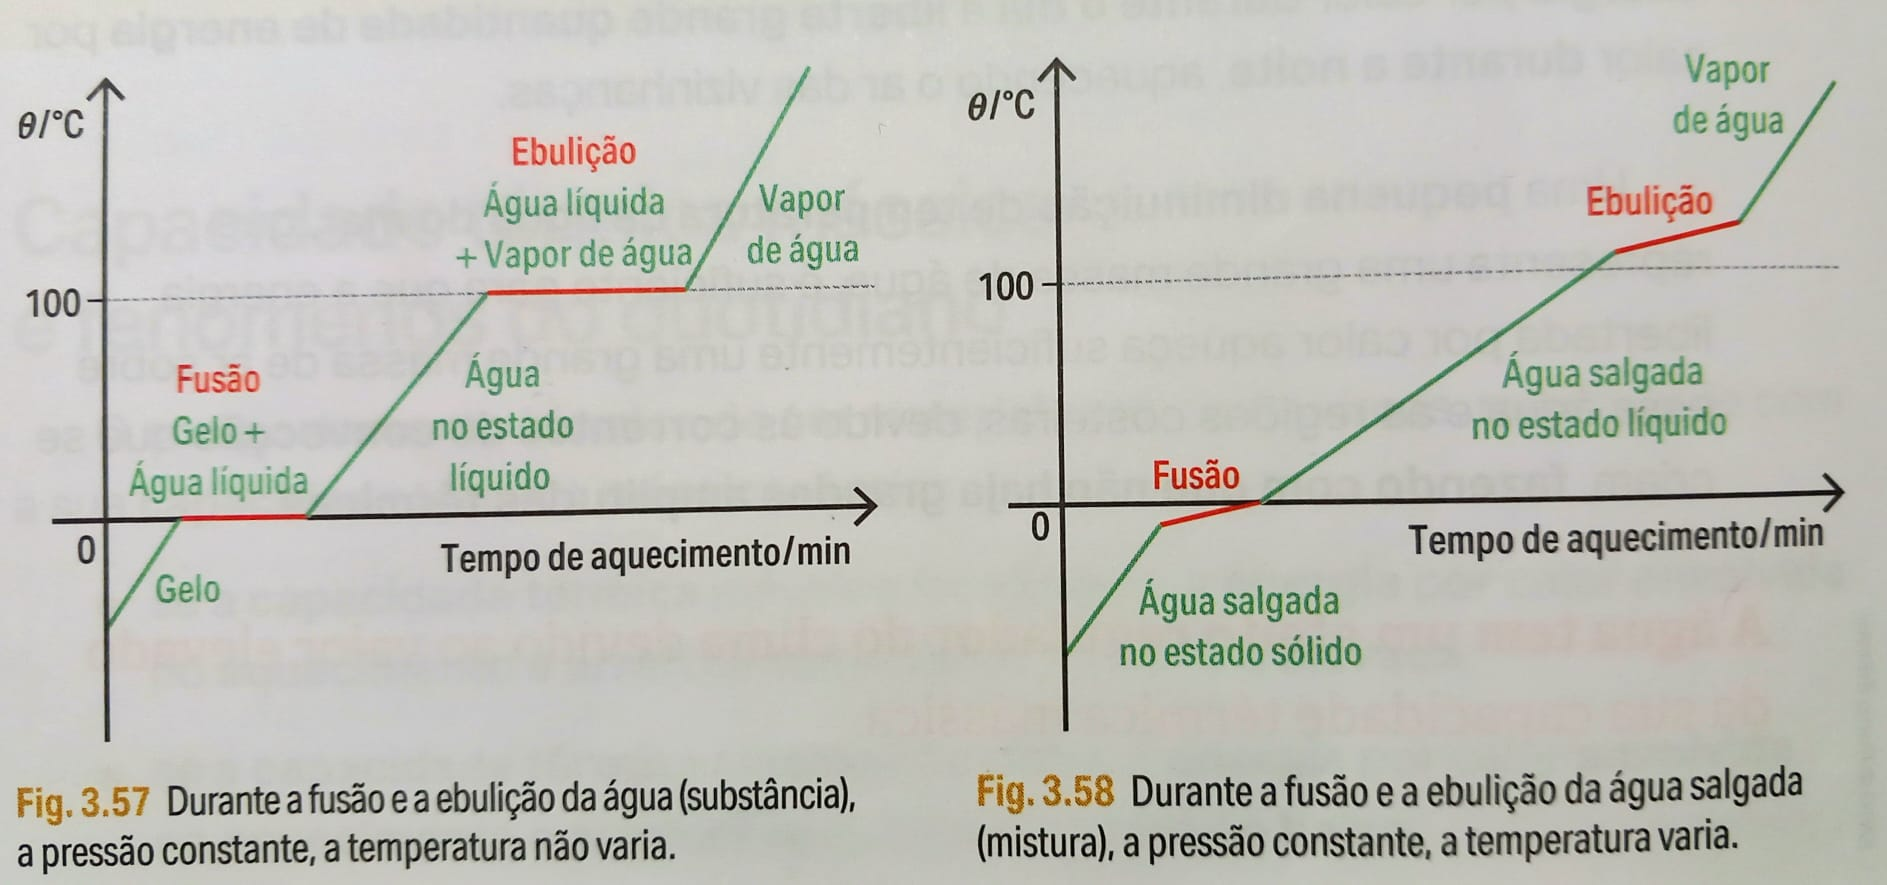 θ/°C
Ebulição
Água líquida
+ Vapor de água
Vapor
de água
100
Fusão
Gelo +
Água líquida
Água
no estado
líquido
0
Gelo
Tempo de aquecimento/min
Fig. 3.57 Durante a fusão e a ebulição da água (substância),
a pressão constante, a temperatura não varia.
θ/°C
Vapor
de água
Ebulição
100
Água salgada
no estado líquido
Fusão
0
Tempo de aquecimento/min
Água salgada
no estado sólido
Fig. 3.58 Durante a fusão e a ebulição da água salgada
(mistura), a pressão constante, a temperatura varia.